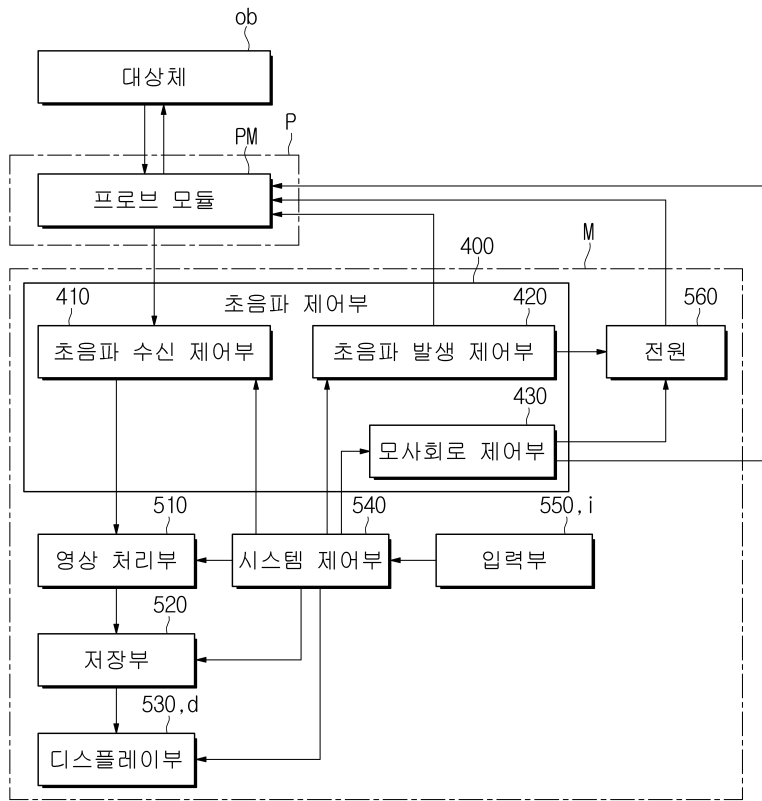 ob
대상체
P
PM
프로브 모듈
M
400
초음파 제어부
410
초음파 수신 제어부
420
초음파 발생 제어부
560
전원
430
모사회로 제어부
510
영상 처리부
540
시스템 제어부
550,i
입력부
520
저장부
530,d
디스플레이부